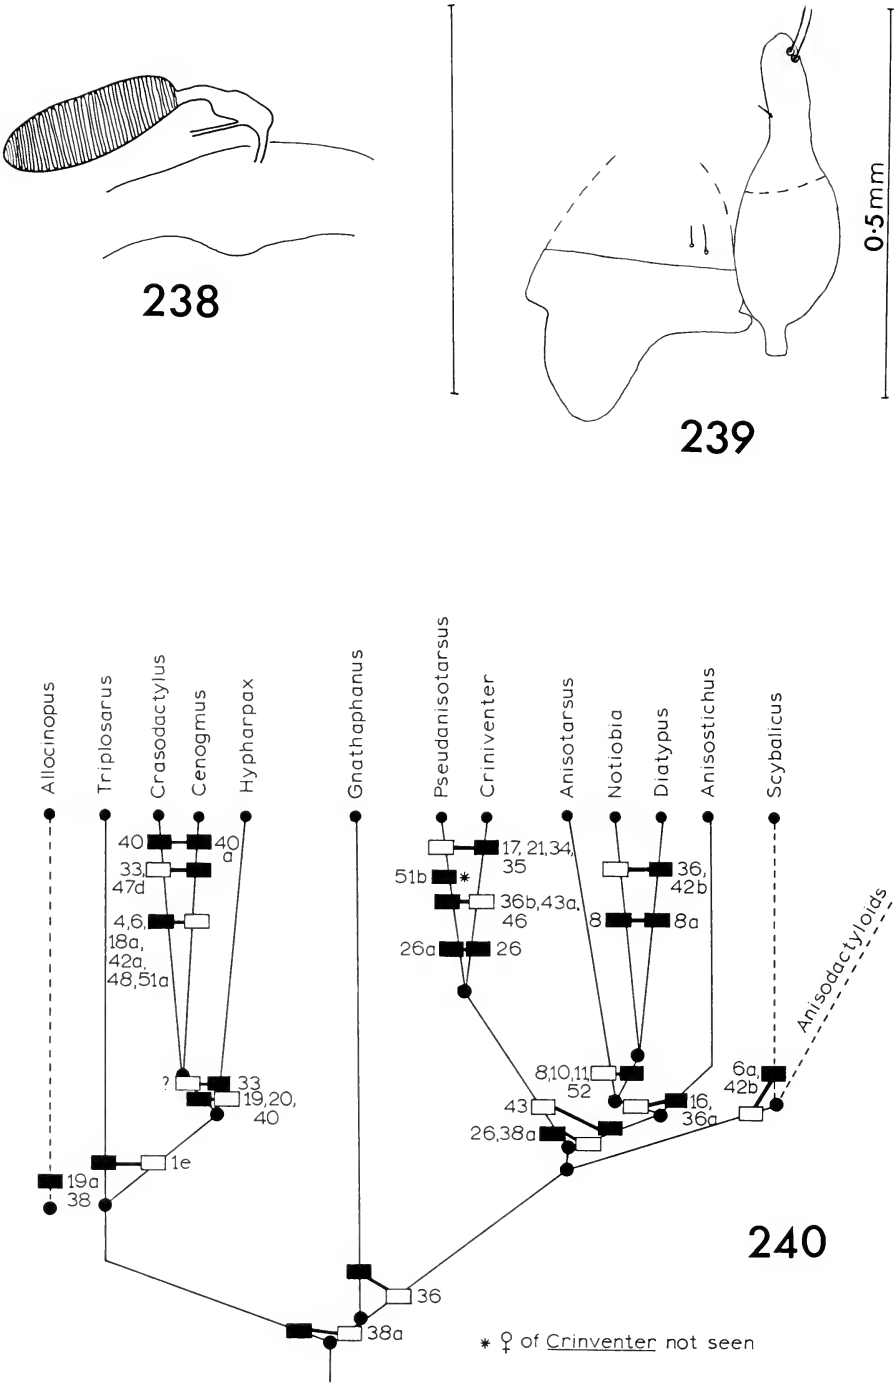 238
239
0·5mm
Allocinopus
Triplosarus
Crasodactylus
Cenogmus
Hypharpax
Gnathaphanus
Pseudanisotarsus
Criniventer
Anisotarsus
Notiobia
Diatypus
Anisostichus
Scybalicus
Anisodactyloids
40
40
a
33,
47d
4,6,
18a,
42a,
48,51a
?
33
19,20,
40
1e
19a
38
17,21,34,
35
51b
*
36b,43a,
46
26a
26
36,
42b
8
8a
8,10,11,
52
6a,
42b
43
16,
36a
26,38a
36
38a
240
* ♀ of Crinventer not seen